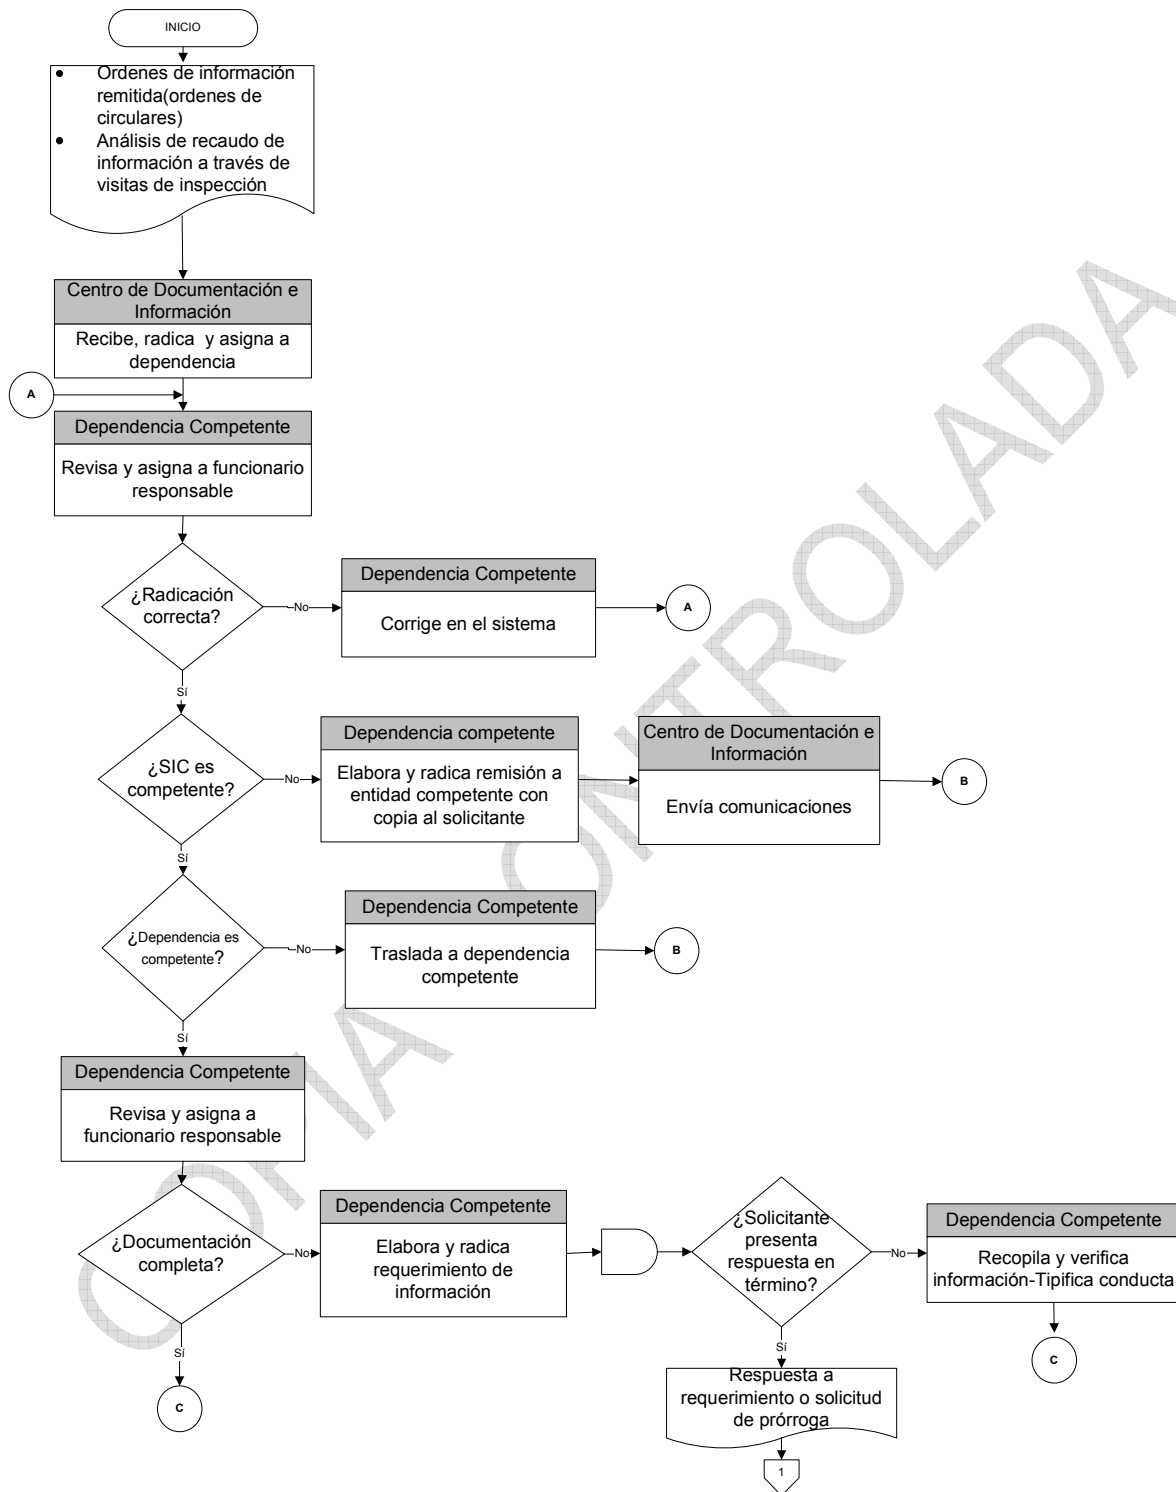 INICIO
Ordenes de información
remitida(ordenes de
circulares)
Análisis de recaudo de
información a través de
visitas de inspección
Centro de Documentación e
Información
Recibe, radica y asigna a
dependencia
A
Dependencia Competente
Revisa y asigna a funcionario
responsable
¿Radicación
correcta?
No
Dependencia Competente
Corrige en el sistema
A
Sí
¿SIC es
competente?
No
Dependencia competente
Elabora y radica remisión a
entidad competente con
copia al solicitante
Centro de Documentación e
Información
Envía comunicaciones
B
Sí
¿Dependencia es
competente?
No
Dependencia Competente
Traslada a dependencia
competente
B
Sí
Dependencia Competente
Revisa y asigna a
funcionario responsable
¿Documentación
completa?
No
Dependencia Competente
Elabora y radica
requerimiento de
información
¿Solicitante
presenta
respuesta en
término?
No
Dependencia Competente
Recopila y verifica
información-Tipifica conducta
C
Sí
C
Sí
Respuesta a
requerimiento o solicitud
de prórroga
1
COPIA CONTROLADA